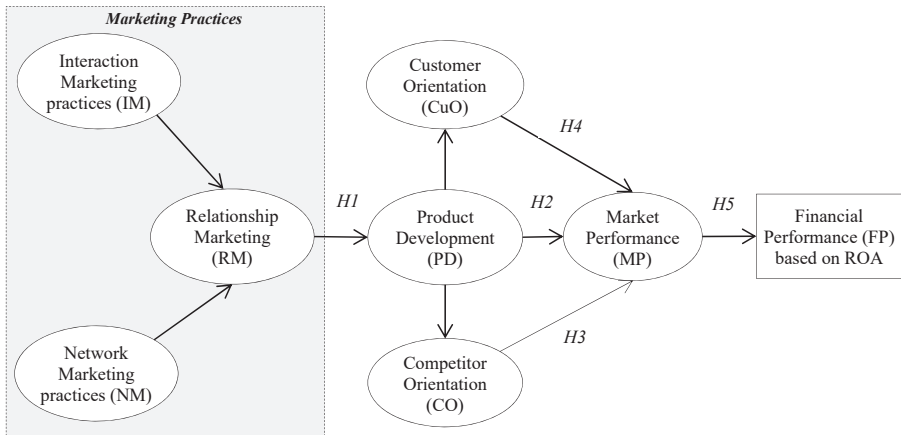 Marketing Practices
Interaction
Marketing
practices (IM)
Customer
Orientation
(CuO)
H4
Relationship
Marketing
(RM)
H1
Product
Development
(PD)
H2
Market
Performance
(MP)
H5
Financial
Performance (FP)
based on ROA
H3
Network
Marketing
practices (NM)
Competitor
Orientation
(CO)